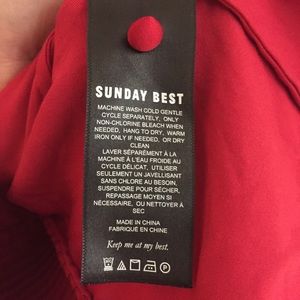 SUNDAY BEST
MACHINE WASH COLD GENTLE
CYCLE SEPARATELY, ONLY
NON-CHLORINE BLEACH WHEN
NEEDED, HANG TO DRY, WARM
IRON ONLY IF NEEDED, OR DRY
CLEAN
LAVER SÉPARÉMENT À LA
MACHINE À L'EAU FROIDE AU
CYCLE DÉLICAT, UTILISER
SEULEMENT UN JAVELLISANT
SANS CHLORE AU BESOIN,
SUSPENDRE POUR SÉCHER,
REPASSAGE MOYEN SI
NÉCESSAIRE, OU NETTOYER À
SEC
MADE IN CHINA
FABRIQUÉ EN CHINE
Keep me at my best.